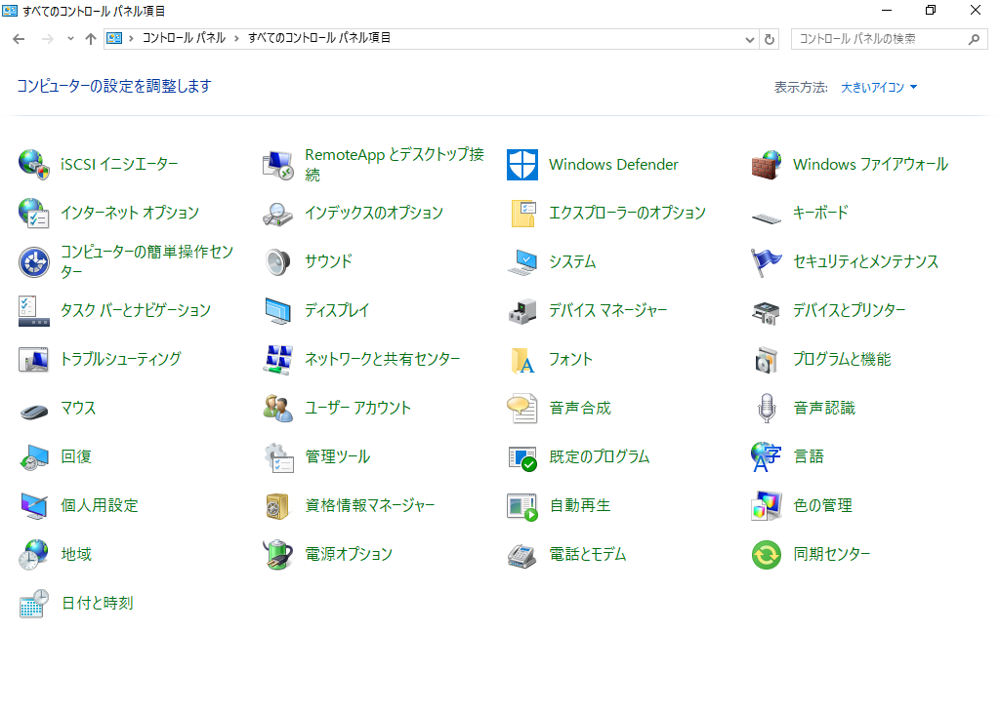 すべてのコントロール パネル項目
コントロール パネル > すべてのコントロール パネル項目
コントロール パネルの検索
コンピューターの設定を調整します
表示方法: 大きいアイコン
iSCSI イニシエーター
RemoteApp とデスクトップ接
続
Windows Defender
Windows ファイアウォール
インターネット オプション
インデックスのオプション
エクスプローラーのオプション
キーボード
コンピューターの簡単操作セン
ター
サウンド
システム
セキュリティとメンテナンス
タスク バーとナビゲーション
ディスプレイ
デバイス マネージャー
デバイスとプリンター
トラブルシューティング
ネットワークと共有センター
フォント
プログラムと機能
マウス
ユーザー アカウント
音声合成
音声認識
回復
管理ツール
既定のプログラム
言語
個人用設定
資格情報マネージャー
自動再生
色の管理
地域
電源オプション
電話とモデム
同期センター
日付と時刻